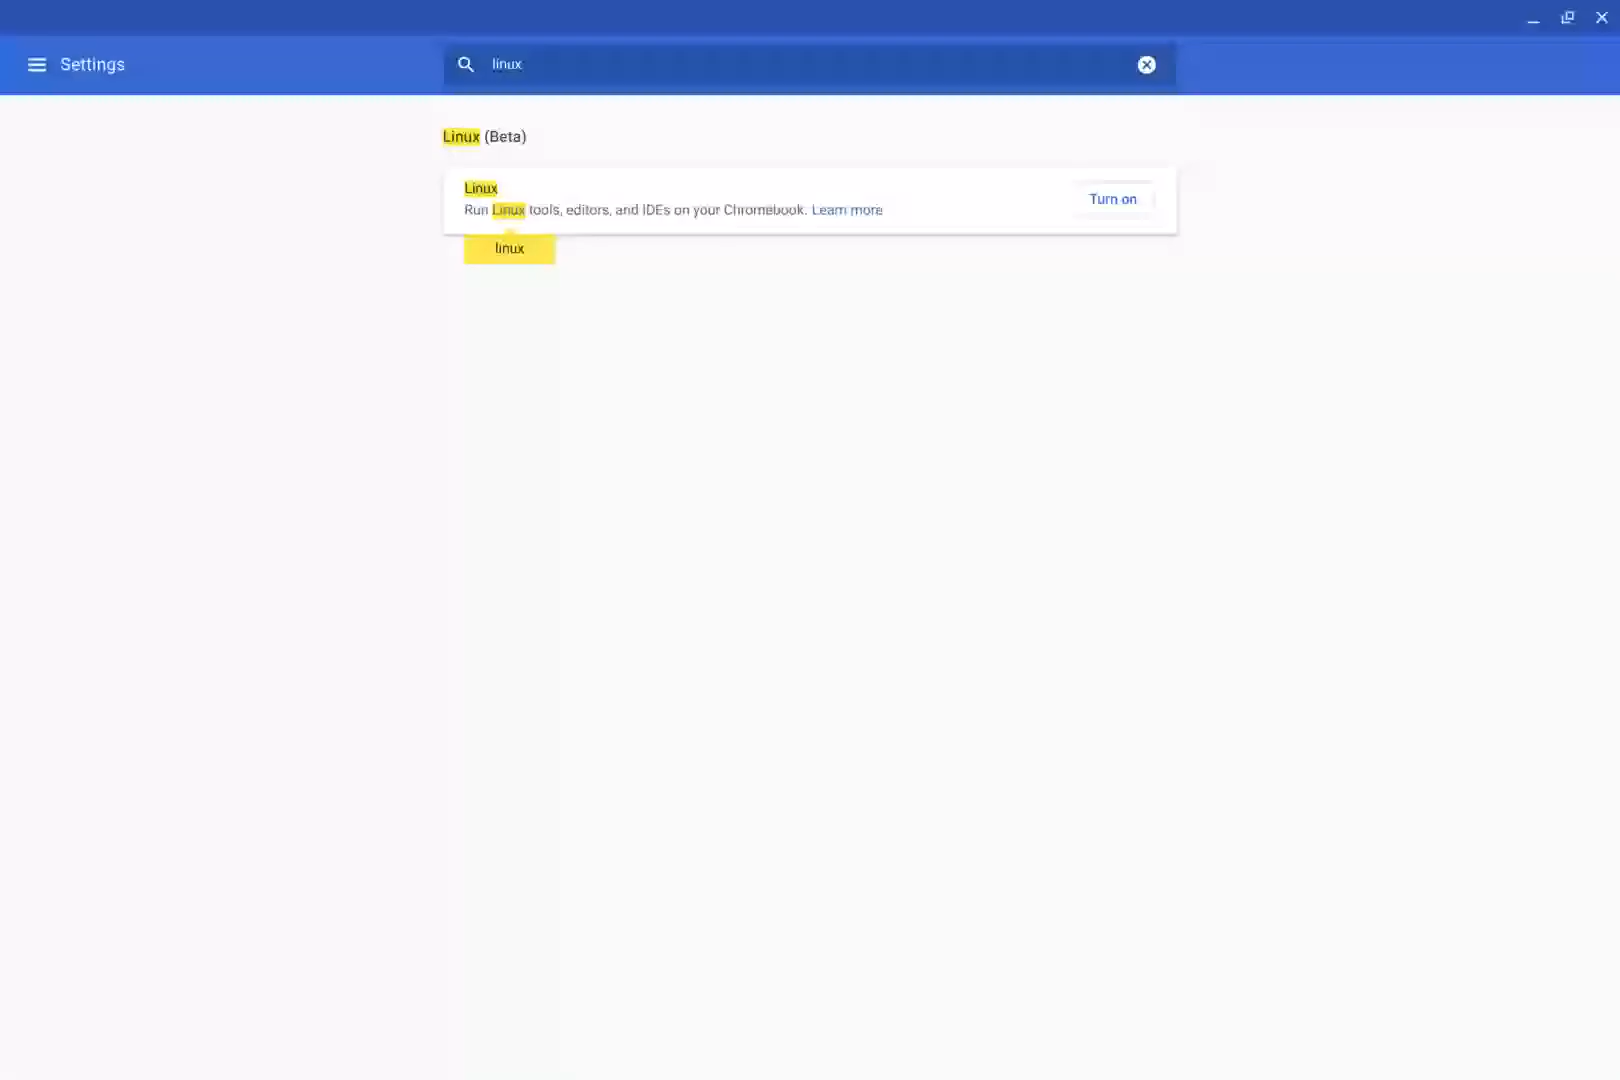 Settings
linux
Linux (Beta)
Linux
Run Linux tools, editors, and IDEs on your Chromebook. Learn more
Turn on
linux